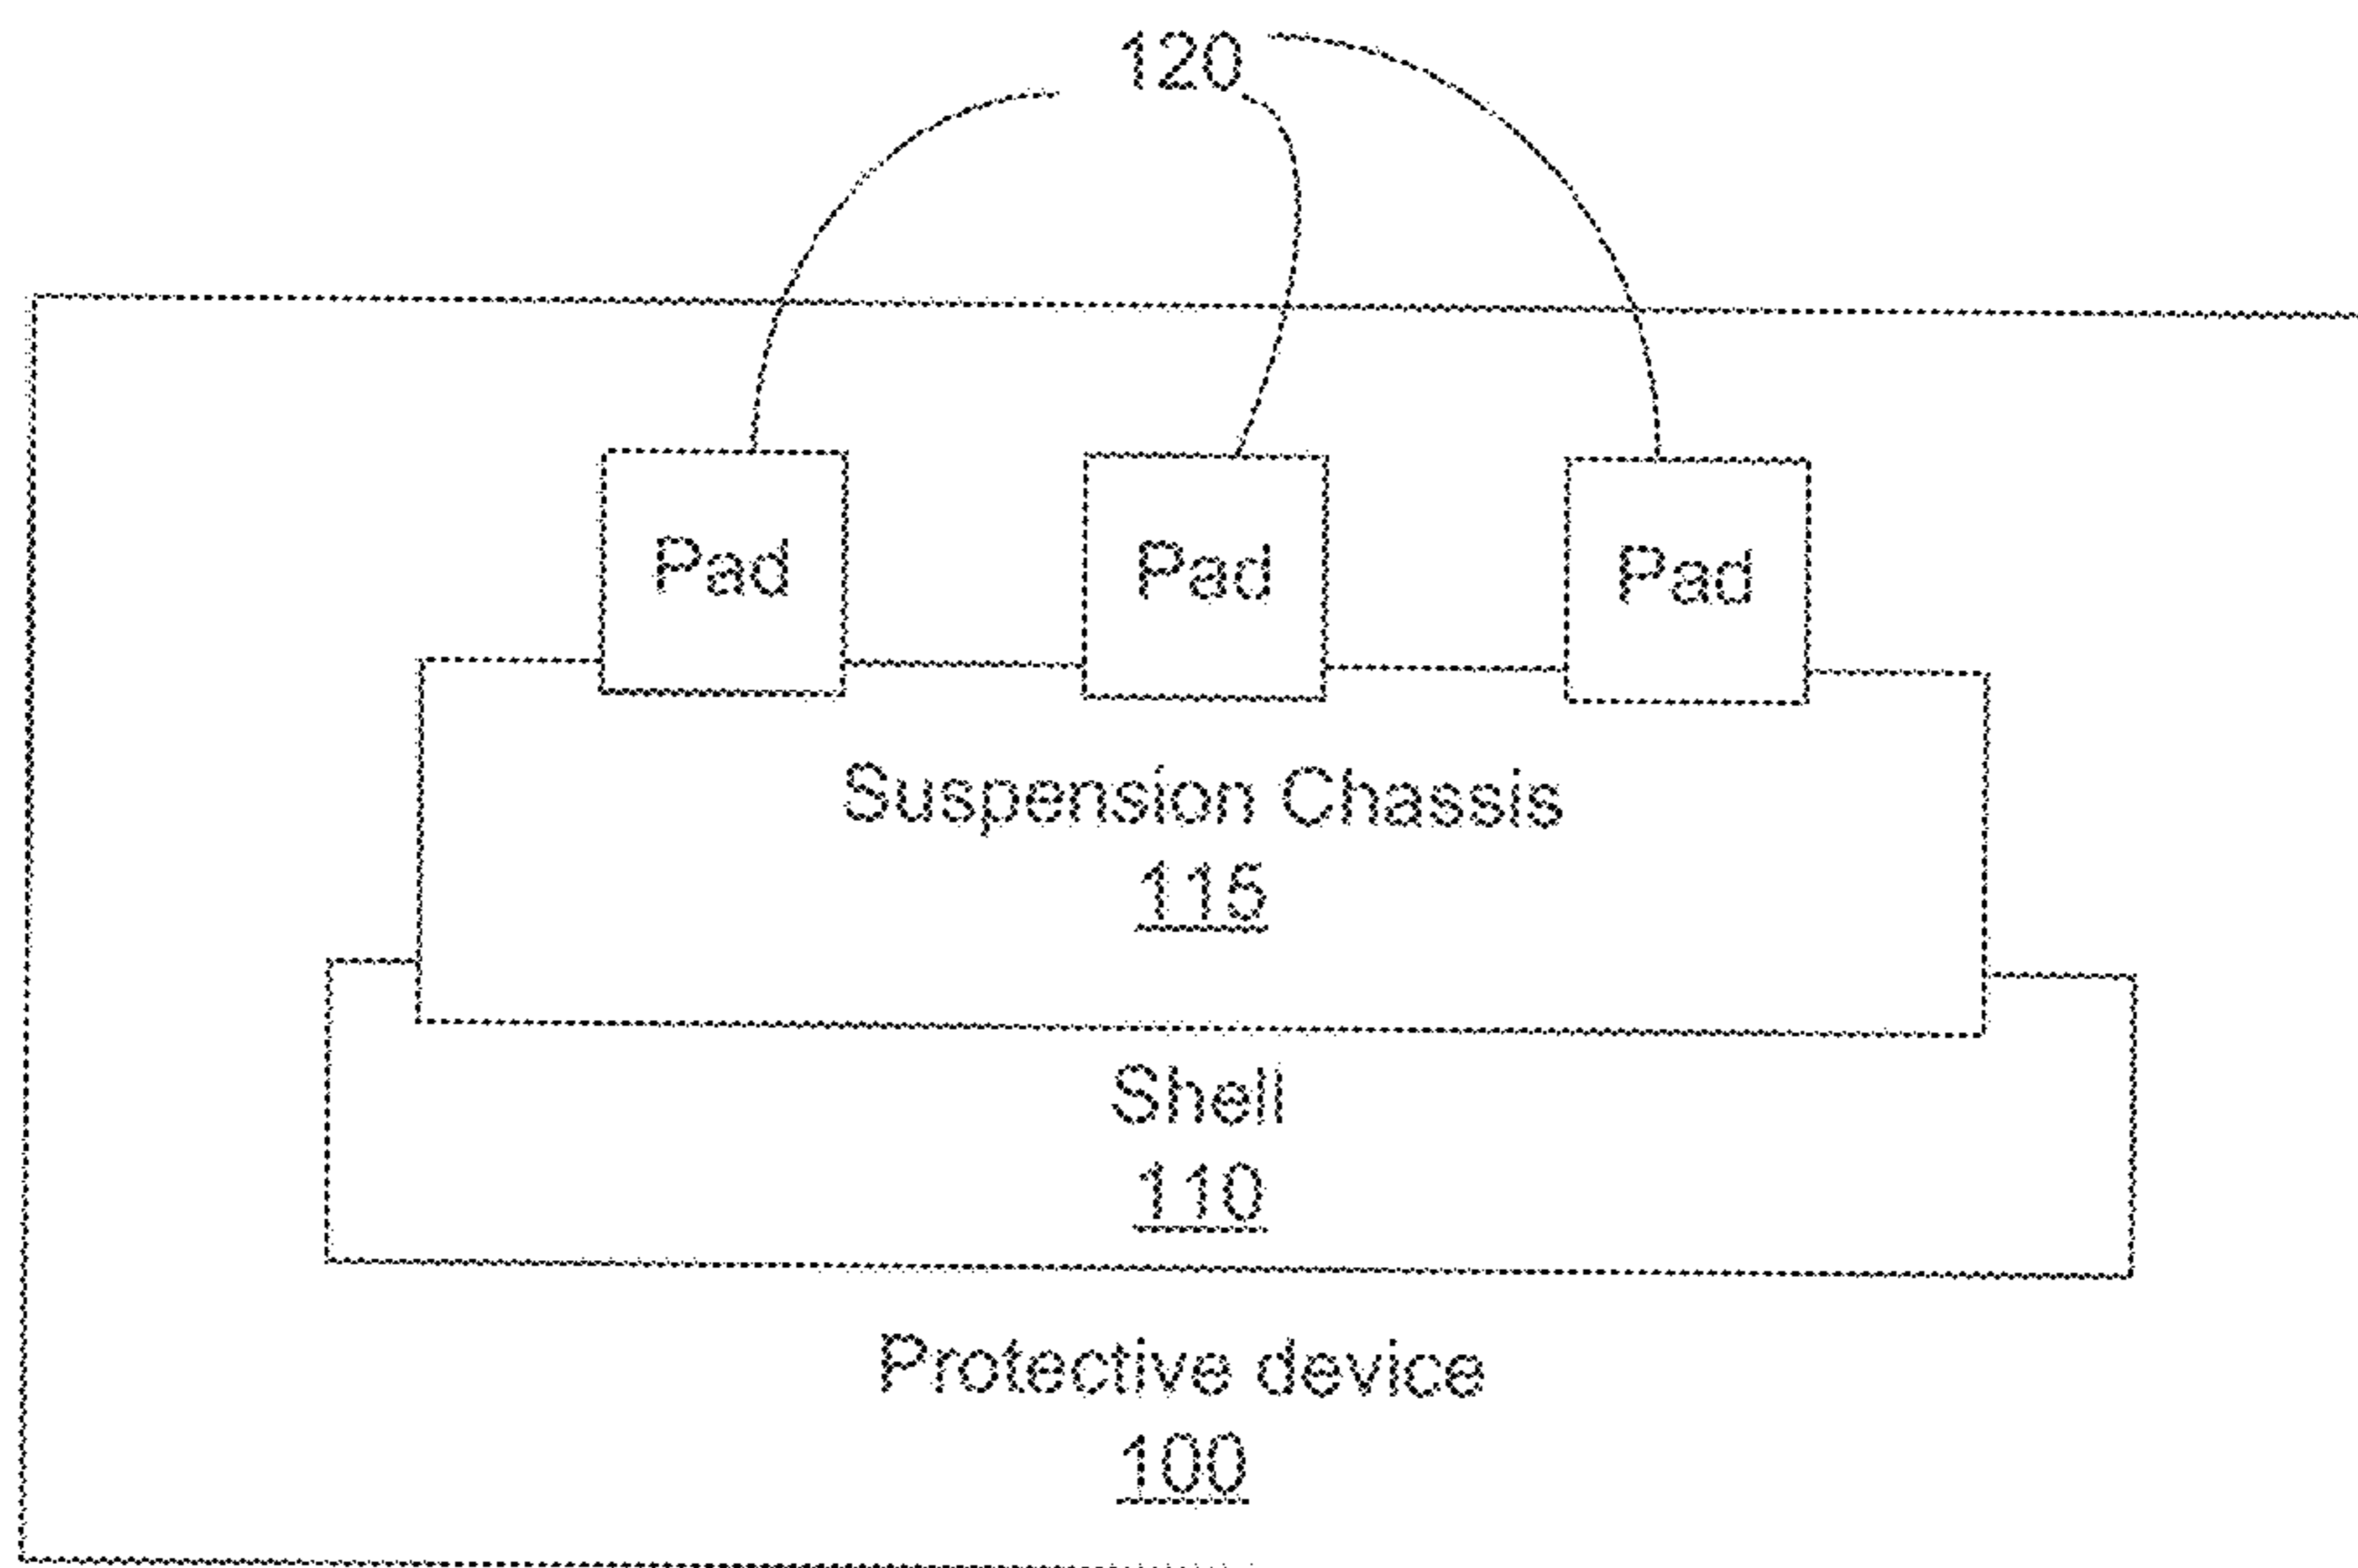 120
Pad Pad Pad
Suspension Chassis
115
Shell
110
Protective device
100